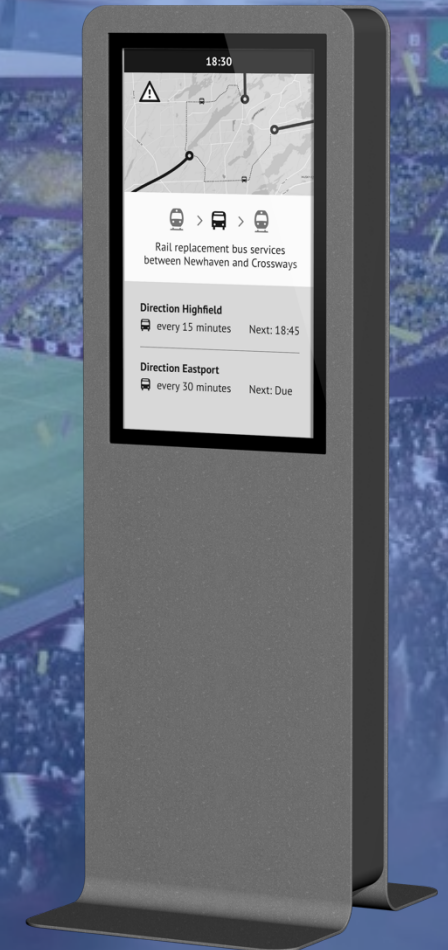 18:30
Rail replacement bus services
between Newhaven and Crossways
Direction Highfield
every 15 minutes Next: 18:45
Direction Eastport
every 30 minutes Next: Due